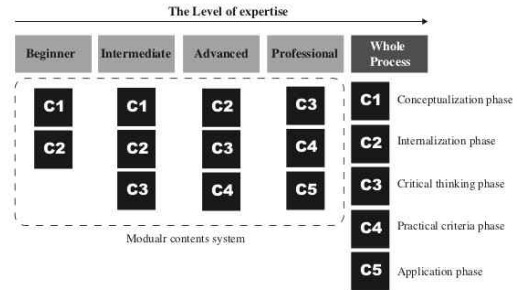 The Level of expertise
Beginner Intermediate Advanced Professional Whole Process
C1 C1 C2 C3 C1 Conceptualization phase
C2 C2 C3 C4 C2 Internalization phase
C3 C4 C5 C3 Critical thinking phase
Modualr contents system
C4 Practical criteria phase
C5 Application phase